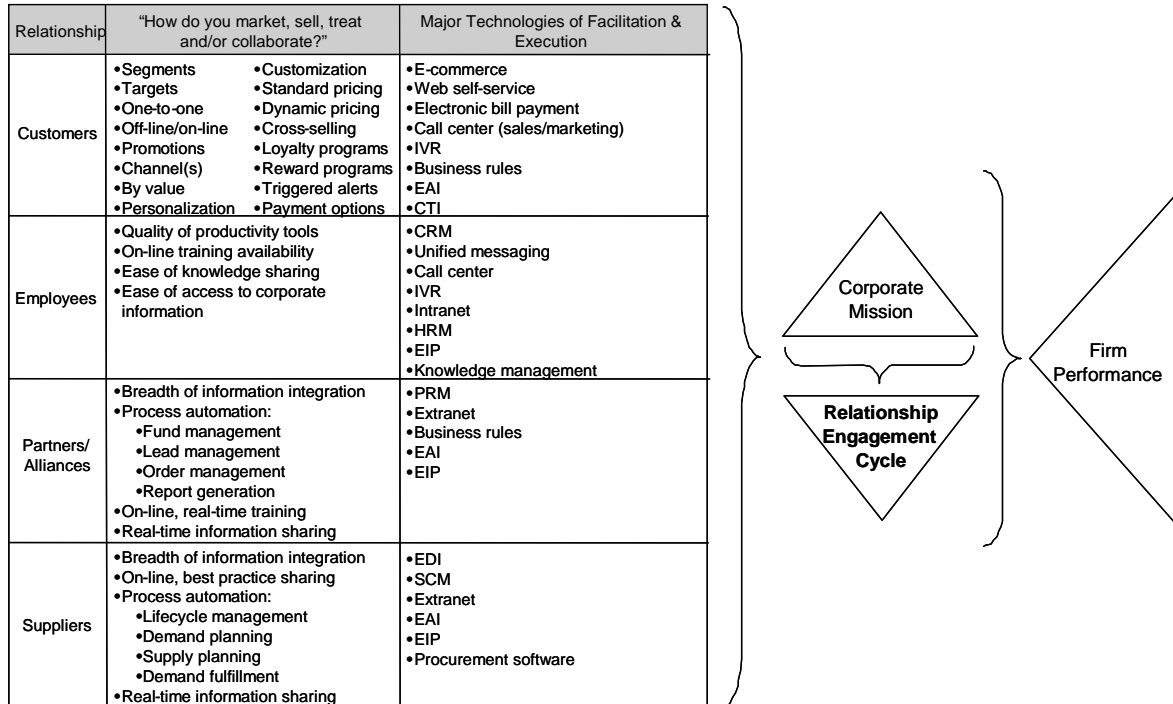 Relationship
“How do you market, sell, treat
and/or collaborate?”
Major Technologies of Facilitation &
Execution
Customers
•Segments
•Targets
•One-to-one
•Off-line/on-line
•Promotions
•Channel(s)
•By value
•Personalization
•Customization
•Standard pricing
•Dynamic pricing
•Cross-selling
•Loyalty programs
•Reward programs
•Triggered alerts
•Payment options
•E-commerce
•Web self-service
•Electronic bill payment
•Call center (sales/marketing)
•IVR
•Business rules
•EAI
•CTI
Employees
•Quality of productivity tools
•On-line training availability
•Ease of knowledge sharing
•Ease of access to corporate
information
•CRM
•Unified messaging
•Call center
•IVR
•Intranet
•HRM
•EIP
•Knowledge management
Partners/
Alliances
•Breadth of information integration
•Process automation:
•Fund management
•Lead management
•Order management
•Report generation
•On-line, real-time training
•Real-time information sharing
•PRM
•Extranet
•Business rules
•EAI
•EIP
Suppliers
•Breadth of information integration
•On-line, best practice sharing
•Process automation:
•Lifecycle management
•Demand planning
•Supply planning
•Demand fulfillment
•Real-time information sharing
•EDI
•SCM
•Extranet
•EAI
•EIP
•Procurement software
Corporate
Mission
Relationship
Engagement
Cycle
Firm
Performance